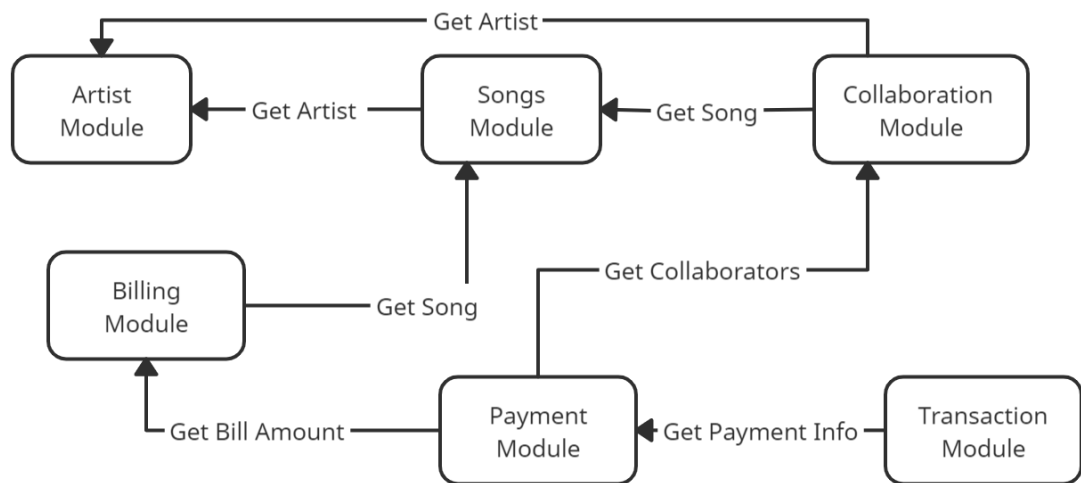 Get Artist
Artist
Module
Get Artist
Songs
Module
Get Song
Collaboration
Module
Get Collaborators
Billing
Module
Get Song
Get Bill Amount
Payment
Module
Get Payment Info
Transaction
Module